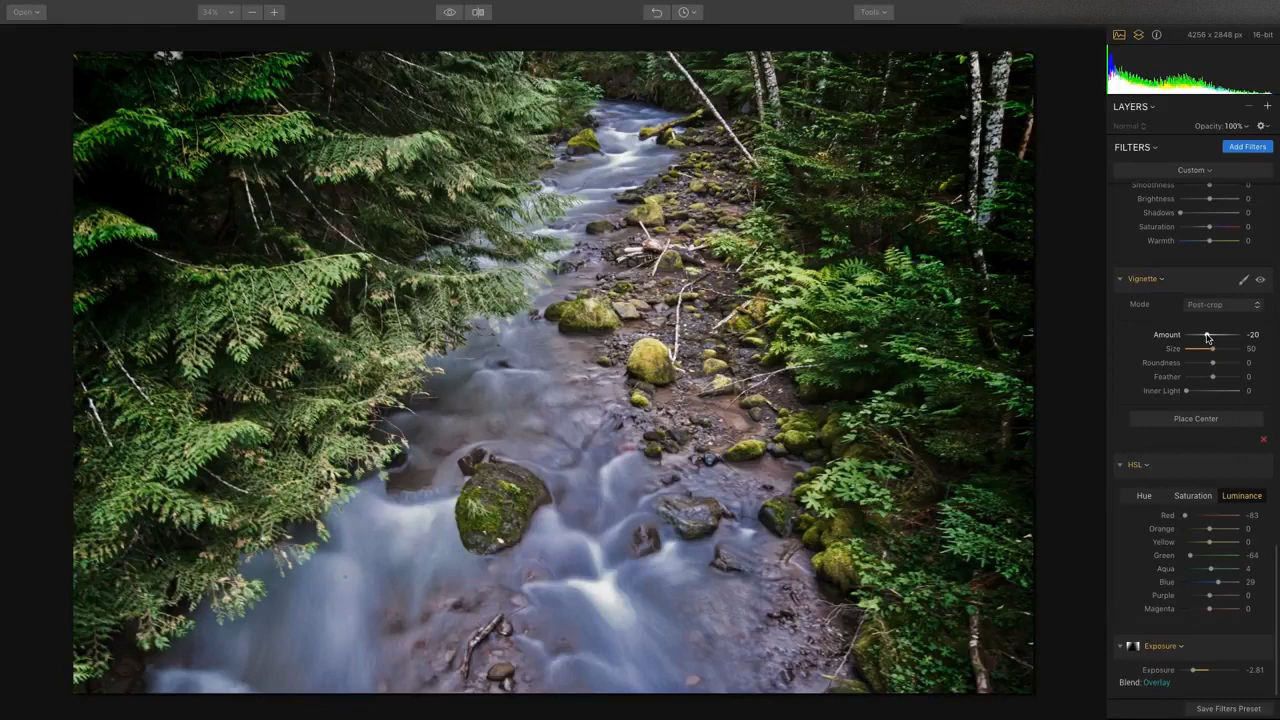 Open
34%
Tools
4256 x 2848 px 16-bit
LAYERS
Normal Opacity: 100%
FILTERS Add Filters
Custom
Smoothness 0
Brightness 0
Shadows 0
Saturation 0
Warmth 0
Vignette
Mode Post-crop
Amount -20
Size 50
Roundness 0
Feather 0
Inner Light 0
Place Center
HSL
Hue Saturation Luminance
Red -83
Orange 0
Yellow 0
Green -64
Aqua 4
Blue 29
Purple 0
Magenta 0
Exposure
Exposure -2.81
Blend: Overlay
Save Filters Preset